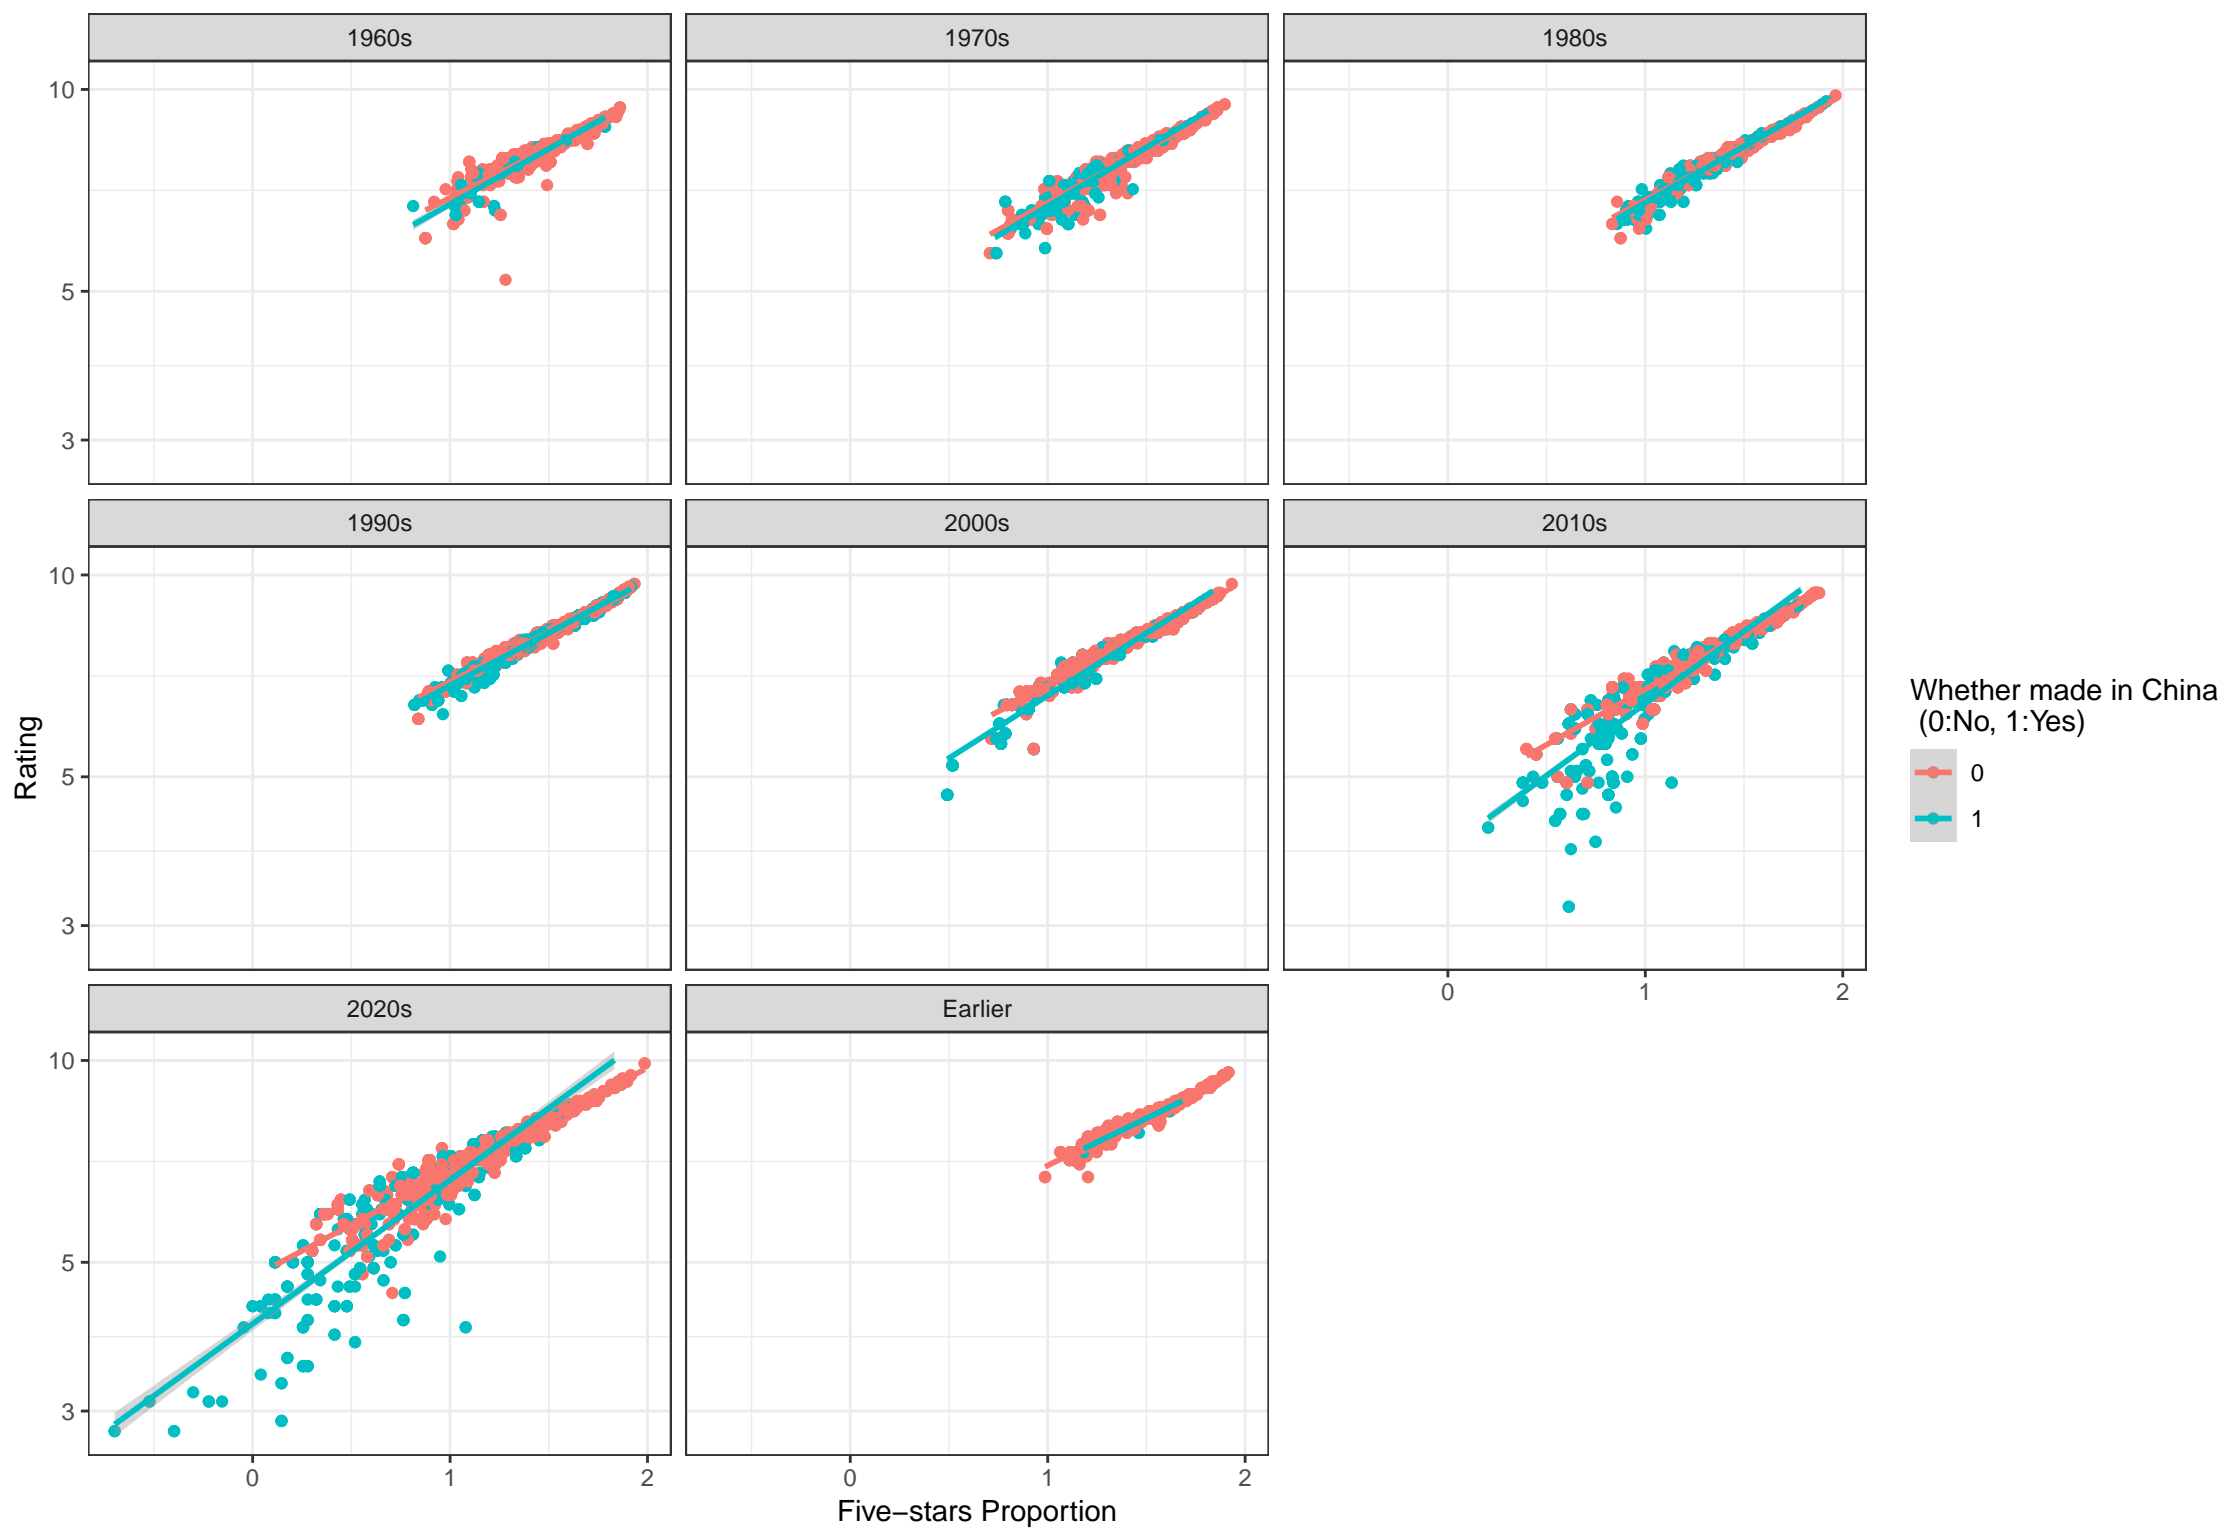 1960s
1970s
1980s
10
5
3
1990s
2000s
2010s
10
5
3
0
1
2
2020s
Earlier
10
5
3
0
1
2
0
1
2
Rating
Five−stars Proportion
Whether made in China
(0:No, 1:Yes)
0
1